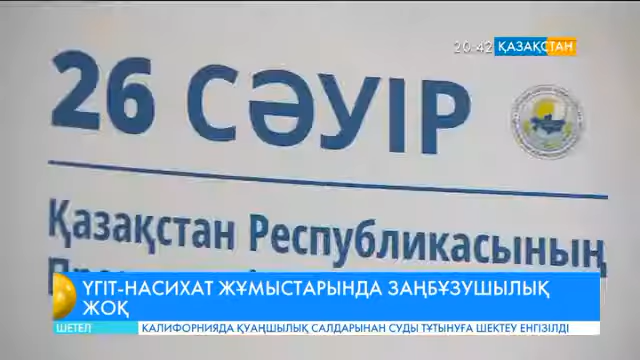 20:42 ҚАЗАҚСТАН
26 СӘУІР
Қазақстан Республикасының
ҮГІТ-НАСИХАТ ЖҰМЫСТАРЫНДА ЗАҢБҰЗУШЫЛЫҚ
ЖОҚ
ШЕТЕЛ КАЛИФОРНИЯДА ҚУАҢШЫЛЫҚ САЛДАРЫНАН СУДЫ ТҰТЫНУҒА ШЕКТЕУ ЕНГІЗІЛДІ